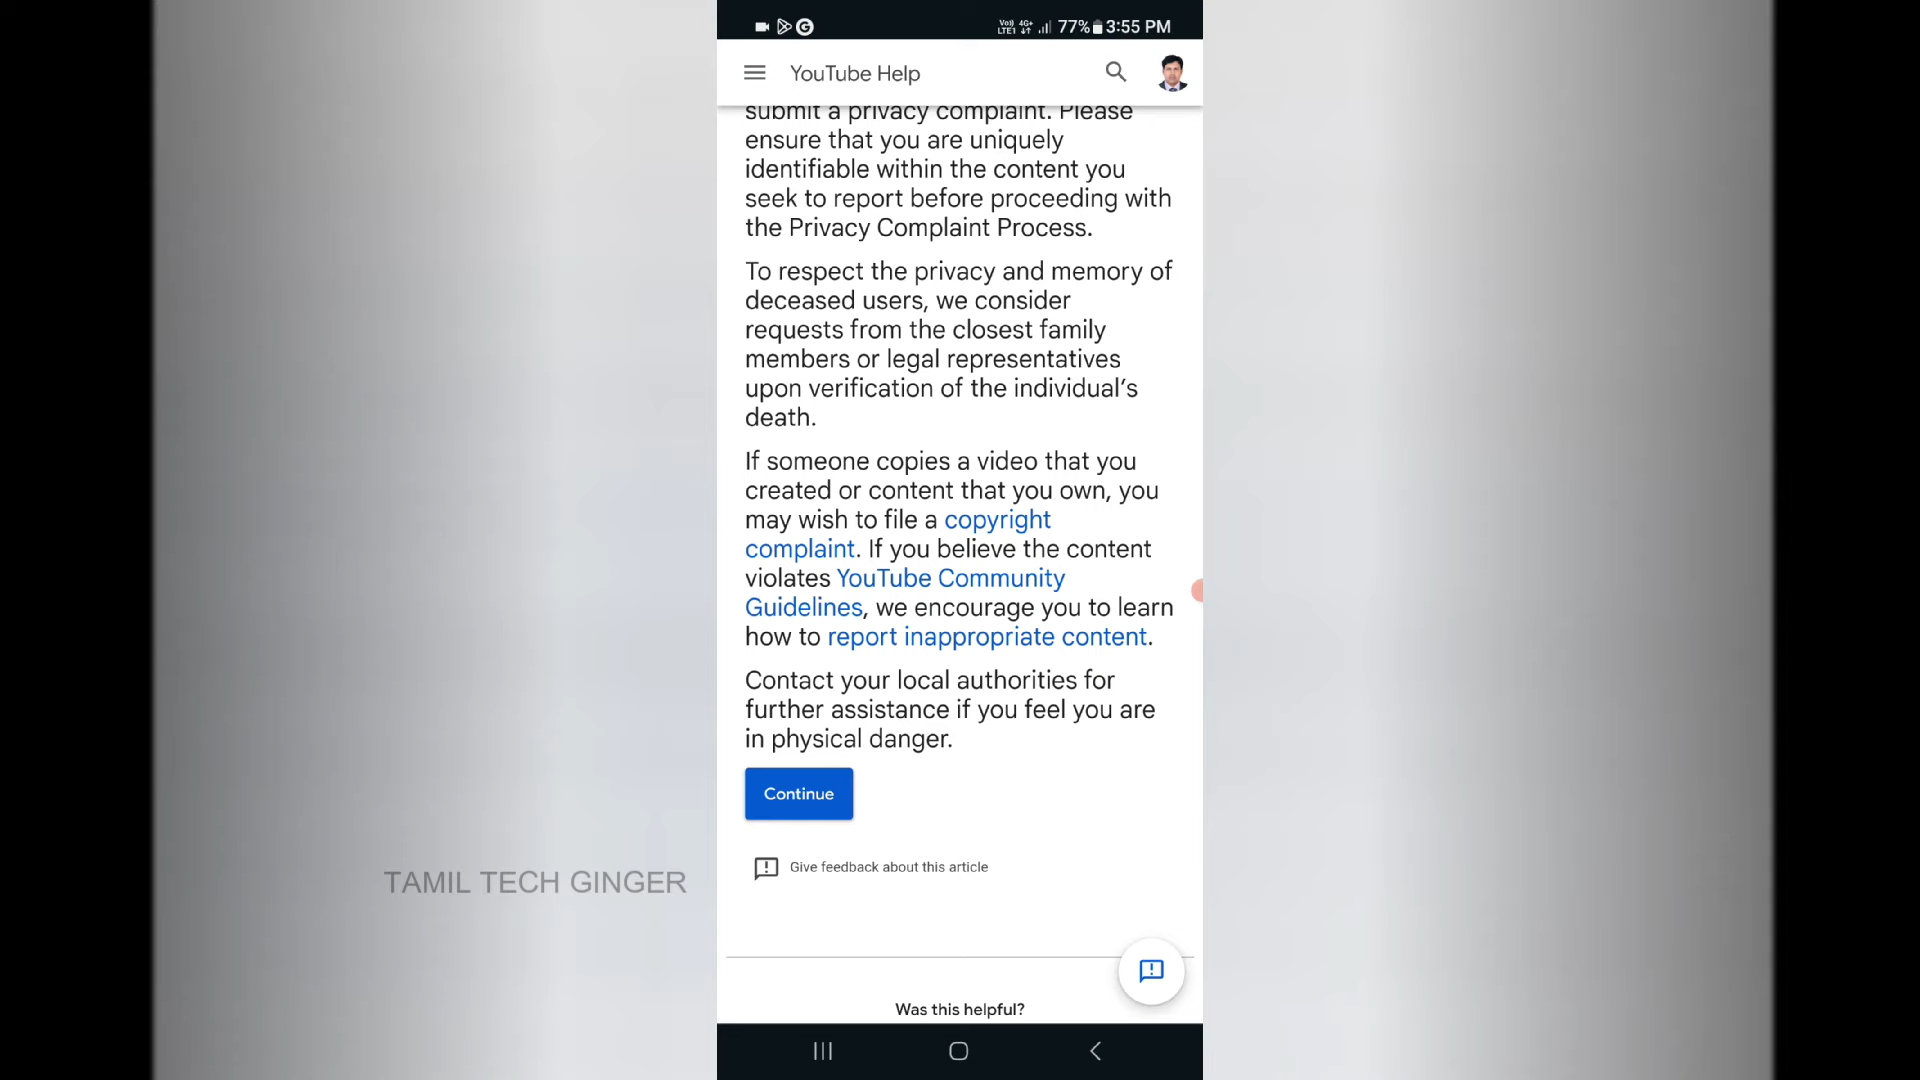 VoLTE1 4G+ 77% 3:55 PM
YouTube Help
submit a privacy complaint. Please
ensure that you are uniquely
identifiable within the content you
seek to report before proceeding with
the Privacy Complaint Process.
To respect the privacy and memory of
deceased users, we consider
requests from the closest family
members or legal representatives
upon verification of the individual’s
death.
If someone copies a video that you
created or content that you own, you
may wish to file a copyright
complaint. If you believe the content
violates YouTube Community
Guidelines, we encourage you to learn
how to report inappropriate content.
Contact your local authorities for
further assistance if you feel you are
in physical danger.
Continue
Give feedback about this article
TAMIL TECH GINGER
Was this helpful?